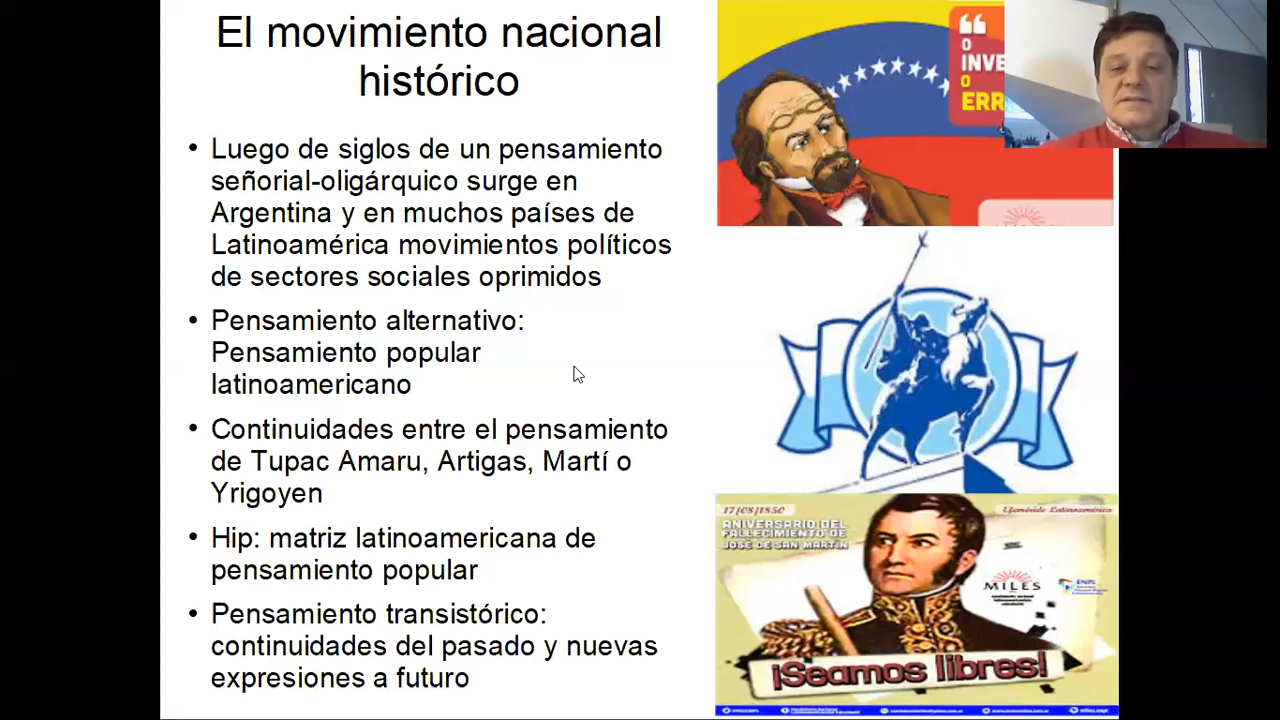 El movimiento nacional
histórico
• Luego de siglos de un pensamiento
señorial-oligárquico surge en
Argentina y en muchos países de
Latinoamérica movimientos políticos
de sectores sociales oprimidos
• Pensamiento alternativo:
Pensamiento popular
latinoamericano
• Continuidades entre el pensamiento
de Tupac Amaru, Artigas, Martí o
Yrigoyen
• Hip: matriz latinoamericana de
pensamiento popular
• Pensamiento transistórico:
continuidades del pasado y nuevas
expresiones a futuro
“
O
INVE
O
ERR
17|08|1850
Efeméride Latinoamérica
ANIVERSARIO DEL
FALLECIMIENTO DE
JOSÉ DE SAN MARTÍN
MILES
¡Seamos libres!